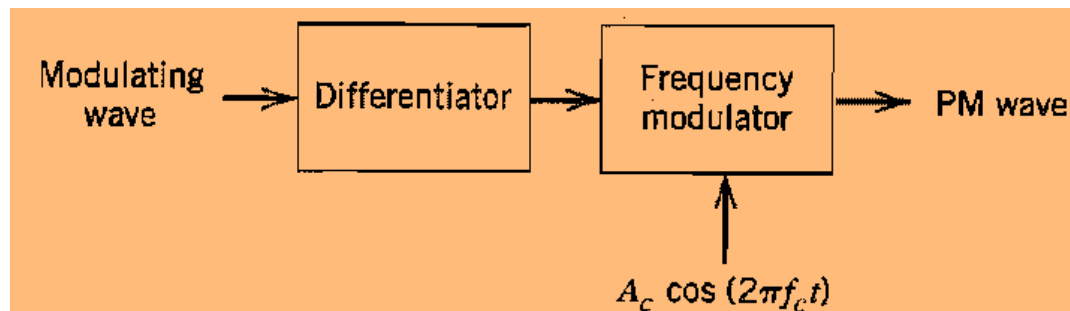 Modulating
wave
Differentiator
Frequency
modulator
PM wave
A_c cos (2πf_c t)